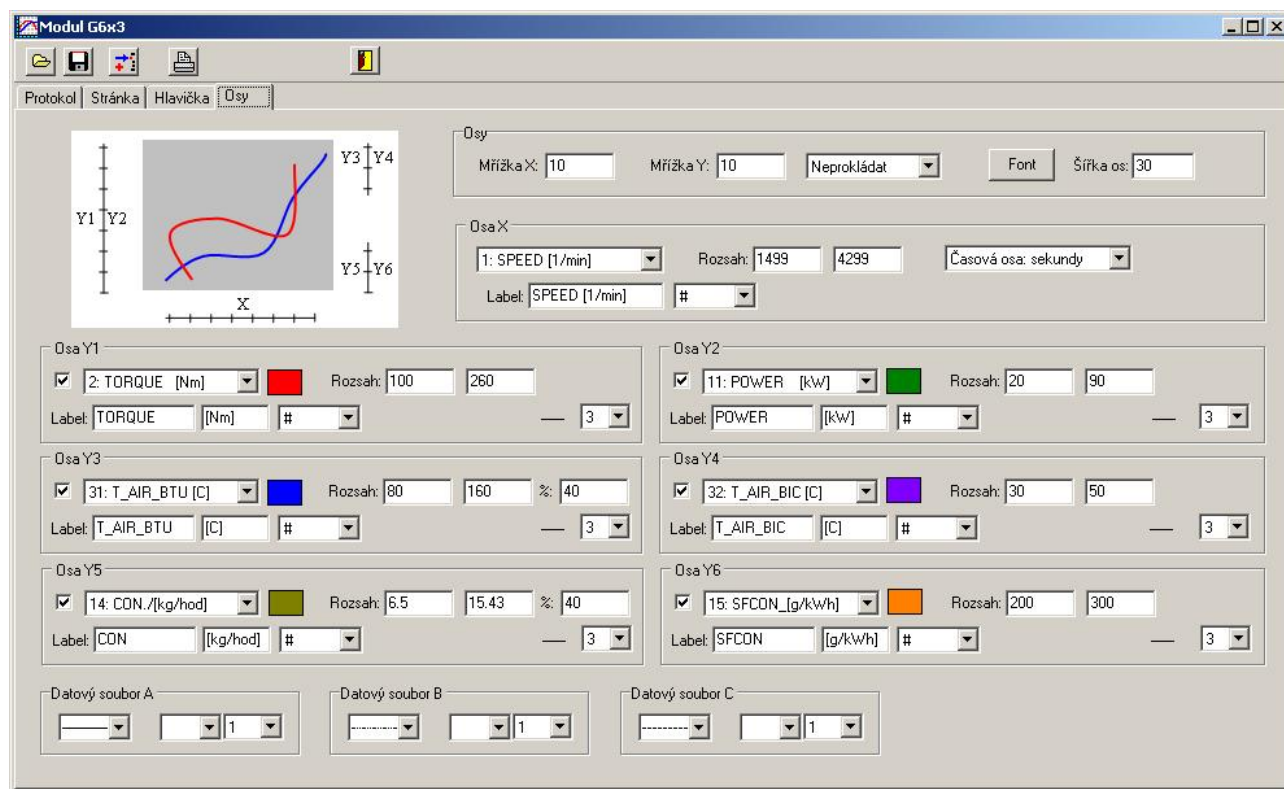 Modul G6x3
Protokol Stránka Hlavička Osy
Y3 Y4
Y1 Y2
Y5 Y6
X
Osy
Mřížka X: 10 Mřížka Y: 10 Neprokládat Font Šířka os: 30
Osa X
1: SPEED [1/min] Rozsah: 1499 4299 Časová osa: sekundy
Label: SPEED [1/min] #
Osa Y1
2: TORQUE [Nm] Rozsah: 100 260
Label: TORQUE [Nm] # 3
Osa Y2
11: POWER [kW] Rozsah: 20 90
Label: POWER [kW] # 3
Osa Y3
31: T_AIR_BTU [C] Rozsah: 80 160 %: 40
Label: T_AIR_BTU [C] # 3
Osa Y4
32: T_AIR_BIC [C] Rozsah: 30 50
Label: T_AIR_BIC [C] # 3
Osa Y5
14: CON./[kg/hod] Rozsah: 6.5 15.43 %: 40
Label: CON [kg/hod] # 3
Osa Y6
15: SFCON_[g/kWh] Rozsah: 200 300
Label: SFCON [g/kWh] # 3
Datový soubor A
1
Datový soubor B
1
Datový soubor C
1